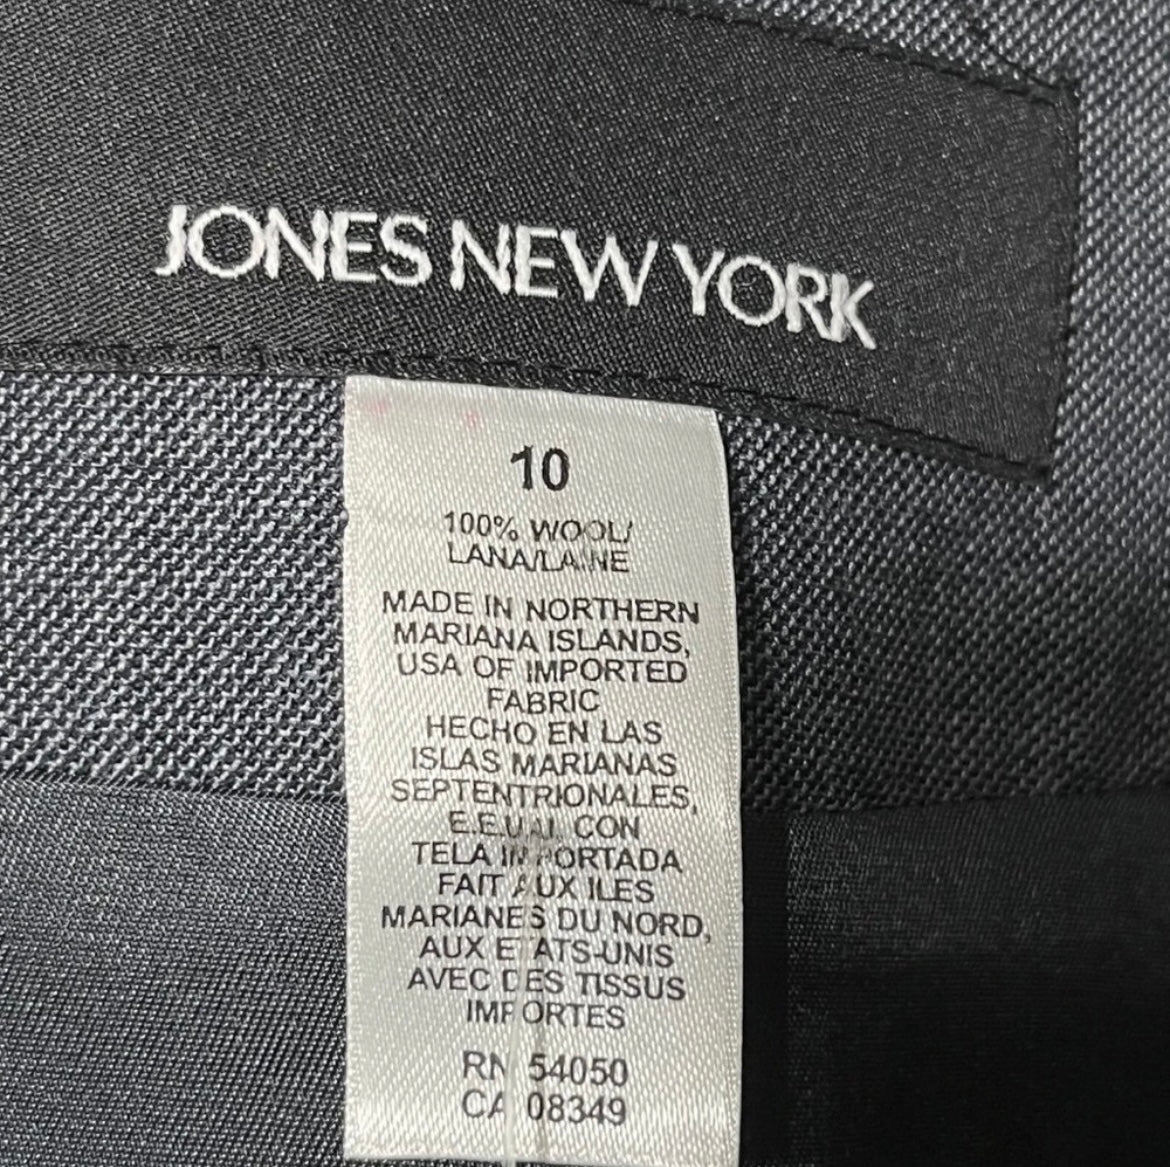 JONES NEW YORK
10
100% WOOL/
LANA/LAINE
MADE IN NORTHERN
MARIANA ISLANDS,
USA OF IMPORTED
FABRIC
HECHO EN LAS
ISLAS MARIANAS
SEPTENTRIONALES,
E.E.U.U. CON
TELA IMPORTADA
FAIT AUX ILES
MARIANES DU NORD,
AUX ETATS-UNIS
AVEC DES TISSUS
IMPORTES
RN 54050
CA 08349